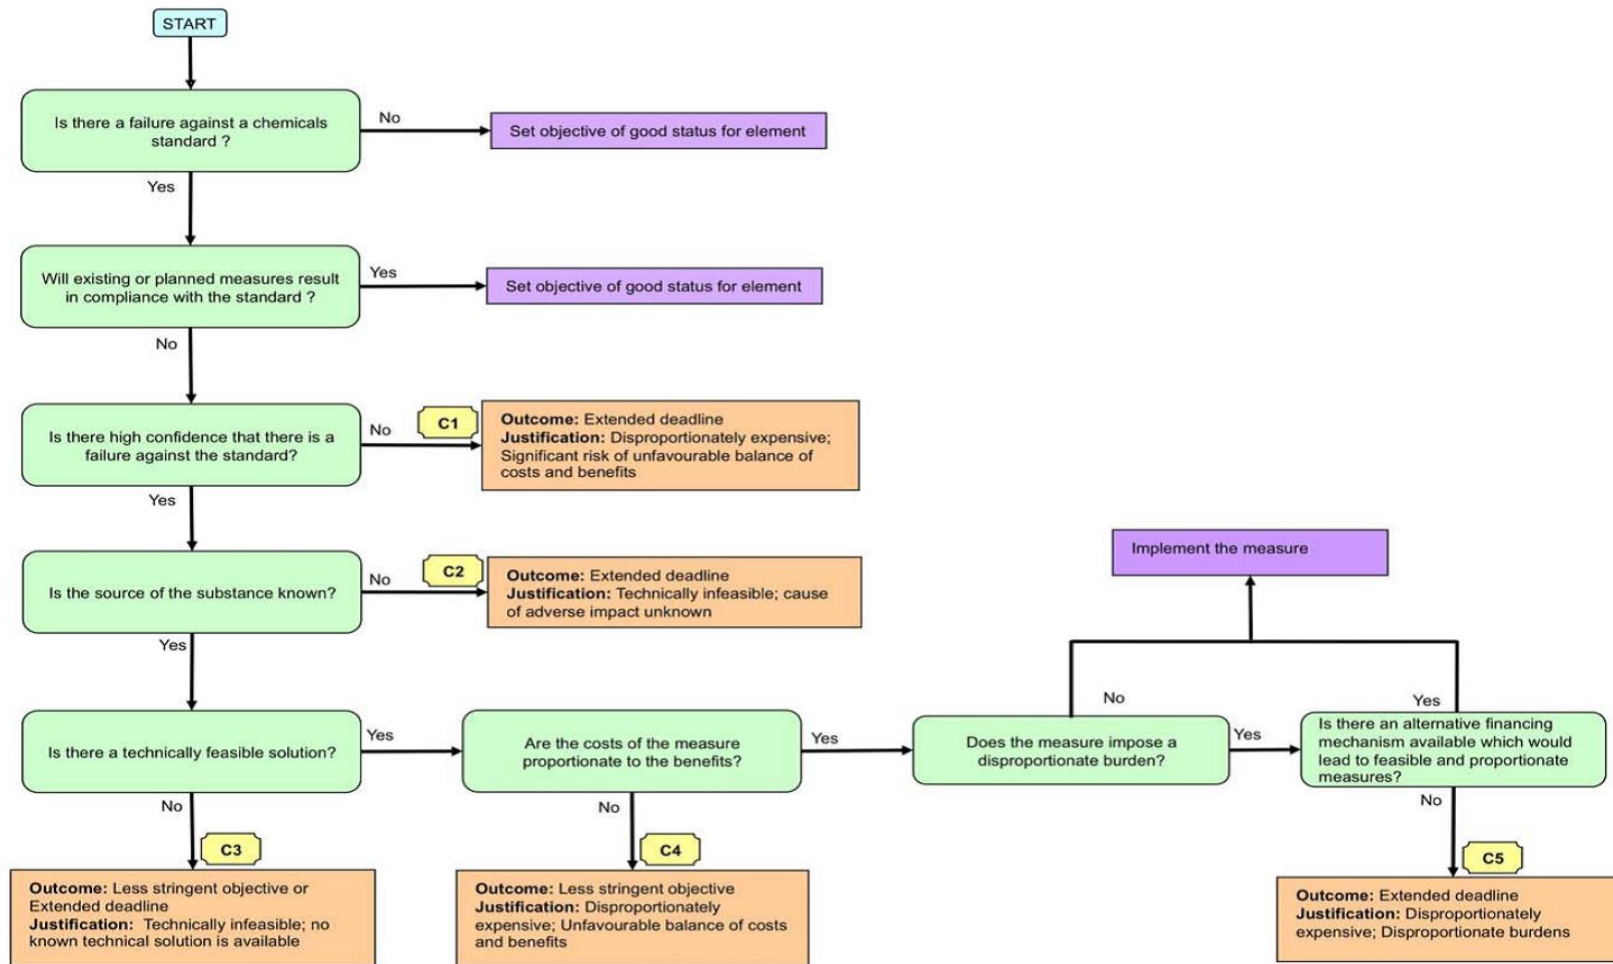 START
Is there a failure against a chemicals
standard ?
No
Set objective of good status for element
Yes
Will existing or planned measures result
in compliance with the standard ?
Yes
Set objective of good status for element
No
Is there high confidence that there is a
failure against the standard?
No
C1
Outcome: Extended deadline
Justification: Disproportionately expensive;
Significant risk of unfavourable balance of
costs and benefits
Yes
Is the source of the substance known?
No
C2
Outcome: Extended deadline
Justification: Technically infeasible; cause
of adverse impact unknown
Yes
Is there a technically feasible solution?
Yes
Are the costs of the measure
proportionate to the benefits?
Yes
Does the measure impose a
disproportionate burden?
No
Implement the measure
Yes
Yes
Is there an alternative financing
mechanism available which would
lead to feasible and proportionate
measures?
No
C3
Outcome: Less stringent objective or
Extended deadline
Justification: Technically infeasible; no
known technical solution is available
No
C4
Outcome: Less stringent objective
Justification: Disproportionately
expensive; Unfavourable balance of costs
and benefits
No
C5
Outcome: Extended deadline
Justification: Disproportionately
expensive; Disproportionate burdens